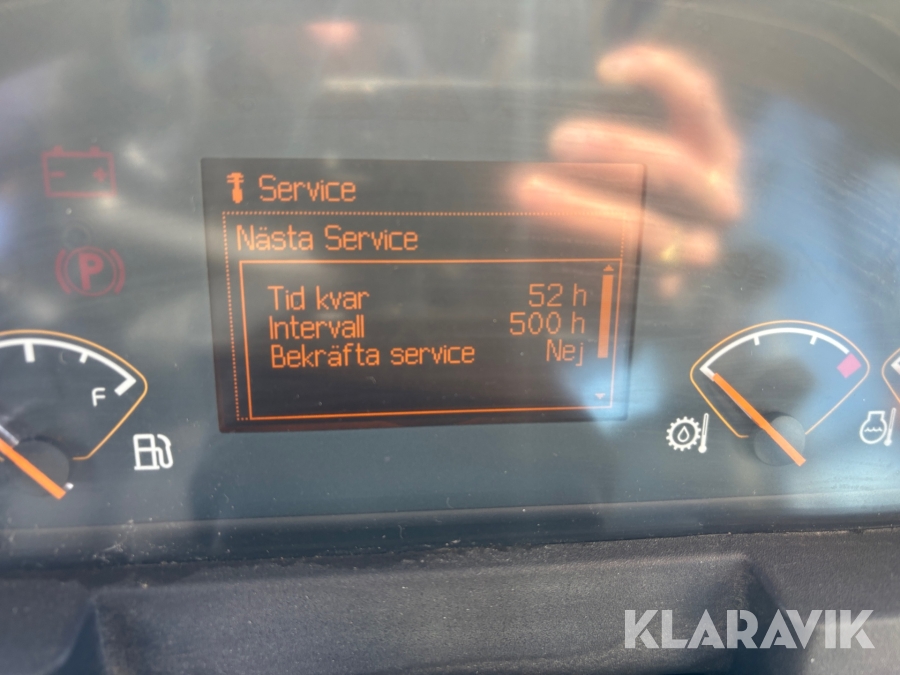 Service
Nästa Service
Tid kvar 52 h
Intervall 500 h
Bekräfta service Nej
P
F
KLARAVIK